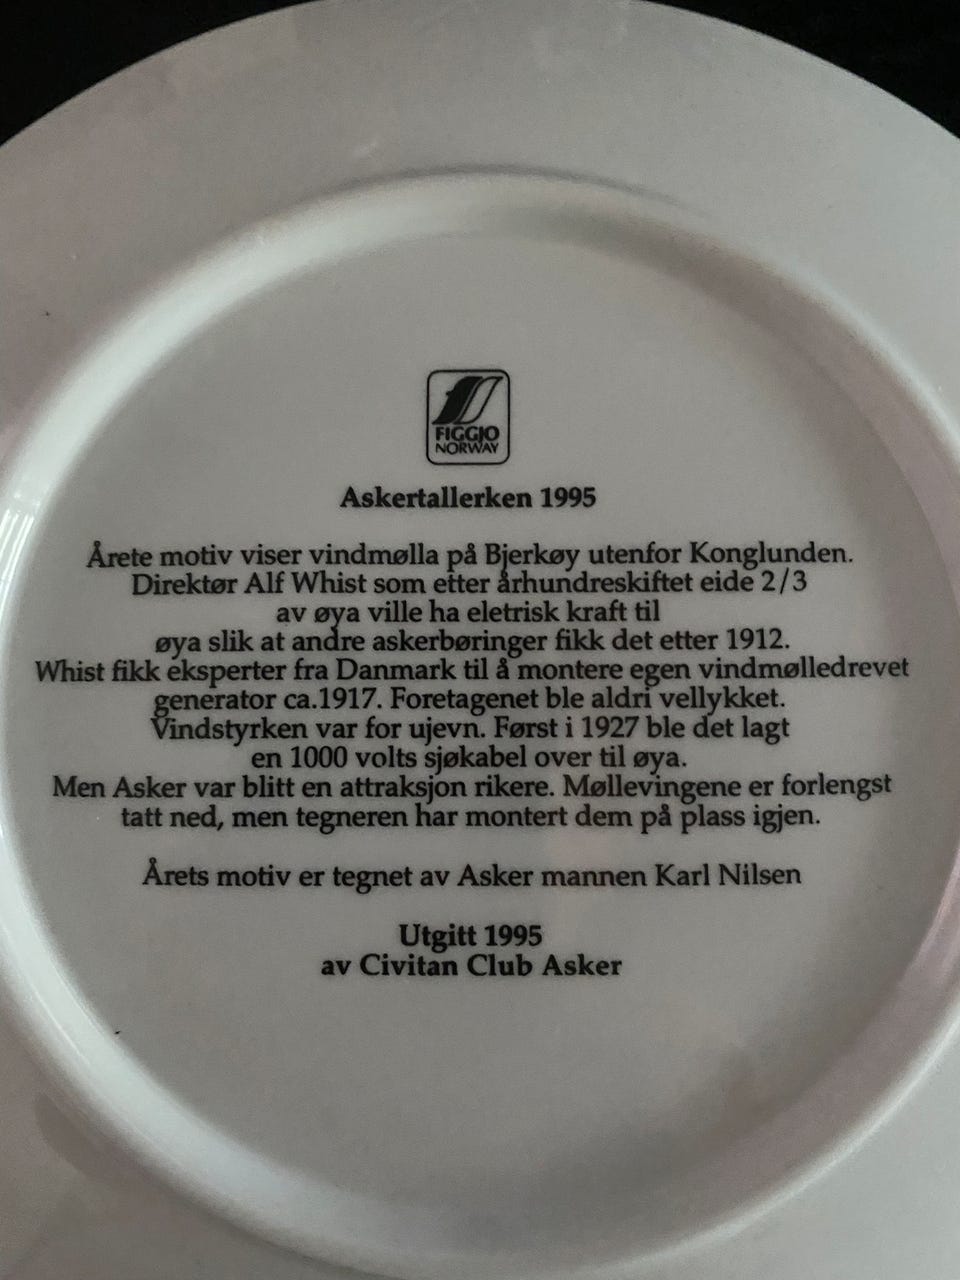 FIGGJO
NORWAY
Askertallerken 1995
Årete motiv viser vindmølla på Bjerkøy utenfor Konglunden.
Direktør Alf Whist som etter århundreskiftet eide 2/3
av øya ville ha eletrisk kraft til
øya slik at andre askerbøringer fikk det etter 1912.
Whist fikk eksperter fra Danmark til å montere egen vindmølledrevet
generator ca.1917. Foretagenet ble aldri vellykket.
Vindstyrken var for ujevn. Først i 1927 ble det lagt
en 1000 volts sjøkabel over til øya.
Men Asker var blitt en attraksjon rikere. Møllevingene er forlengst
tatt ned, men tegneren har montert dem på plass igjen.
Årets motiv er tegnet av Asker mannen Karl Nilsen
Utgitt 1995
av Civitan Club Asker